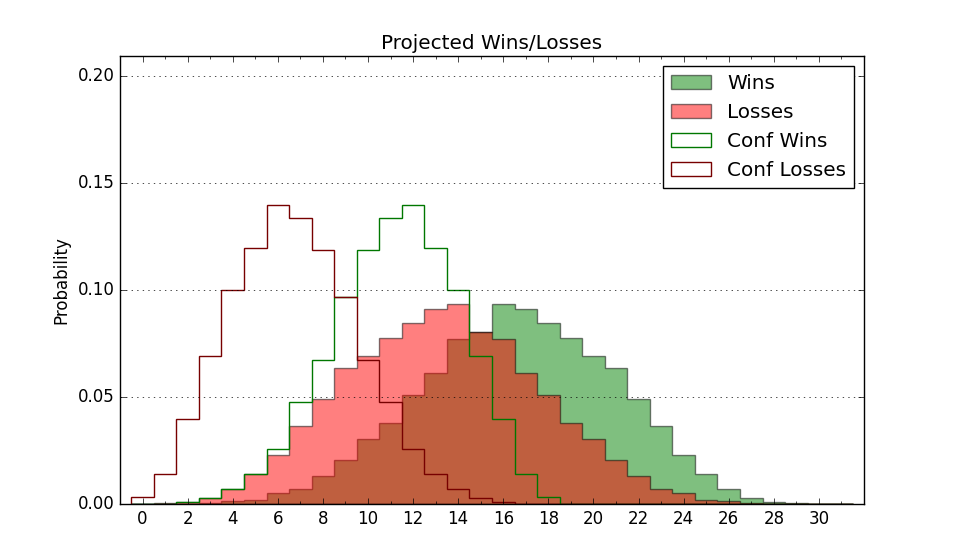 Projected Wins/Losses
0.20
0.15
0.10
0.05
0.00
Probability
Wins
Losses
Conf Wins
Conf Losses
0 2 4 6 8 10 12 14 16 18 20 22 24 26 28 30